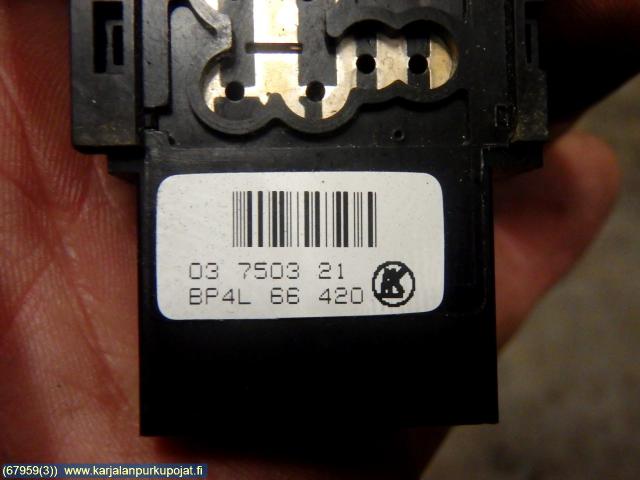 03 7503 21
BP4L 66 420
(67959(3)) www.karjalanpurkupojat.fi